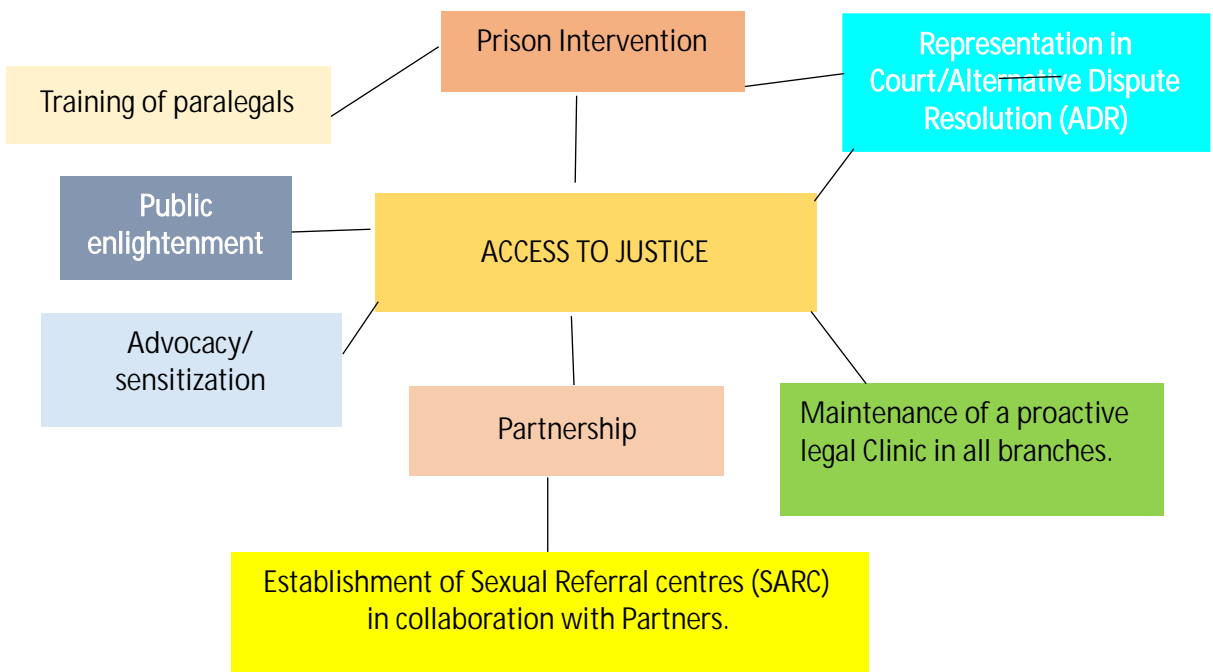 Prison Intervention
Representation in
Court/Alternative Dispute
Resolution (ADR)
Training of paralegals
Public
enlightenment
ACCESS TO JUSTICE
Advocacy/
sensitization
Partnership
Maintenance of a proactive
legal Clinic in all branches.
Establishment of Sexual Referral centres (SARC)
in collaboration with Partners.